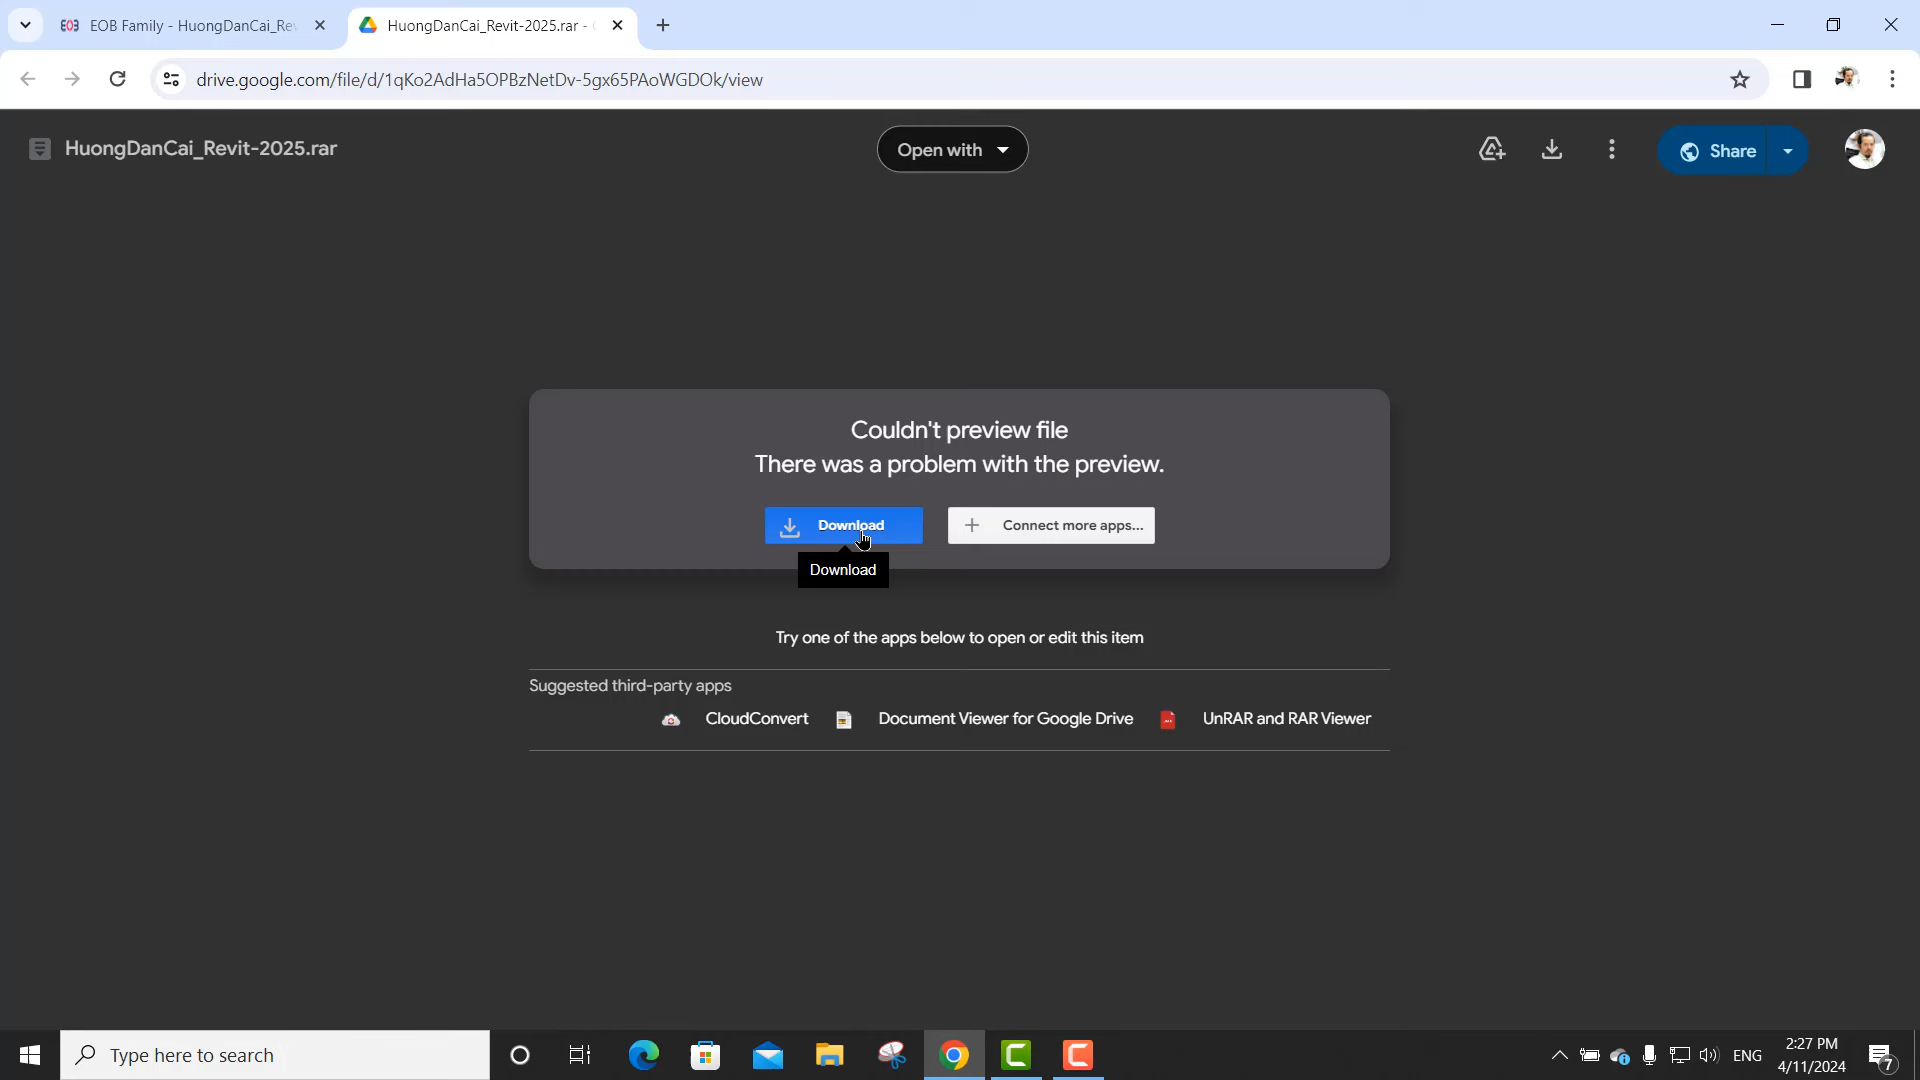 EOB Family - HuongDanCai_Re
HuongDanCai_Revit-2025.rar -
drive.google.com/file/d/1qKo2AdHa5OPBzNetDv-5gx65PAoWGDOk/view
HuongDanCai_Revit-2025.rar
Open with
Share
Couldn't preview file
There was a problem with the preview.
Download
Connect more apps...
Download
Try one of the apps below to open or edit this item
Suggested third-party apps
CloudConvert
Document Viewer for Google Drive
UnRAR and RAR Viewer
Type here to search
ENG
2:27 PM
4/11/2024
7